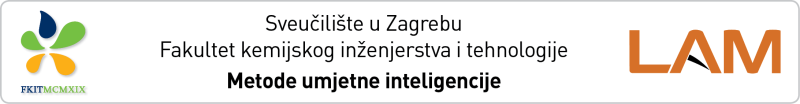 Sveučilište u Zagrebu
Fakultet kemijskog inženjerstva i tehnologije
Metode umjetne inteligencije
FKITMCMXIX
LAM